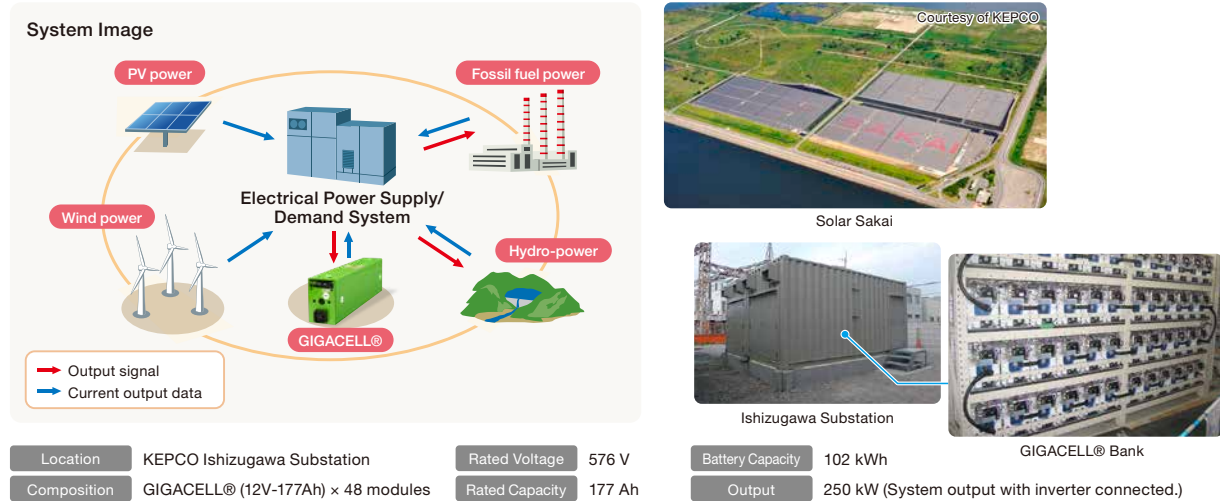 System Image
PV power
Fossil fuel power
Electrical Power Supply/
Demand System
Wind power
Hydro-power
GIGACELL®
Output signal
Current output data
Courtesy of KEPCO
SAKAI
Solar Sakai
Ishizugawa Substation
GIGACELL® Bank
Location KEPCO Ishizugawa Substation
Rated Voltage 576 V
Battery Capacity 102 kWh
Composition GIGACELL® (12V-177Ah) × 48 modules
Rated Capacity 177 Ah
Output 250 kW (System output with inverter connected.)